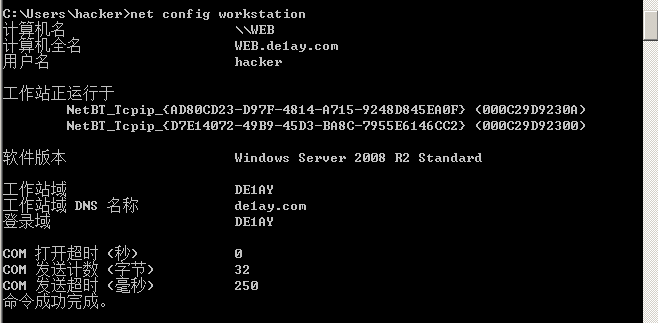 C:\Users\hacker>net config workstation
计算机名 \\WEB
计算机全名 WEB.de1ay.com
用户名 hacker
工作站正运行于
NetBT_Tcpip_{AD80CD23-D97F-4814-A715-9248D845EA0F} (000C29D9230A)
NetBT_Tcpip_{D7E14072-49B9-45D3-BA8C-7955E6146CC2} (000C29D92300)
软件版本 Windows Server 2008 R2 Standard
工作站域 DE1AY
工作站域 DNS 名称 de1ay.com
登录域 DE1AY
COM 打开超时 (秒) 0
COM 发送计数 (字节) 32
COM 发送超时 (毫秒) 250
命令成功完成。